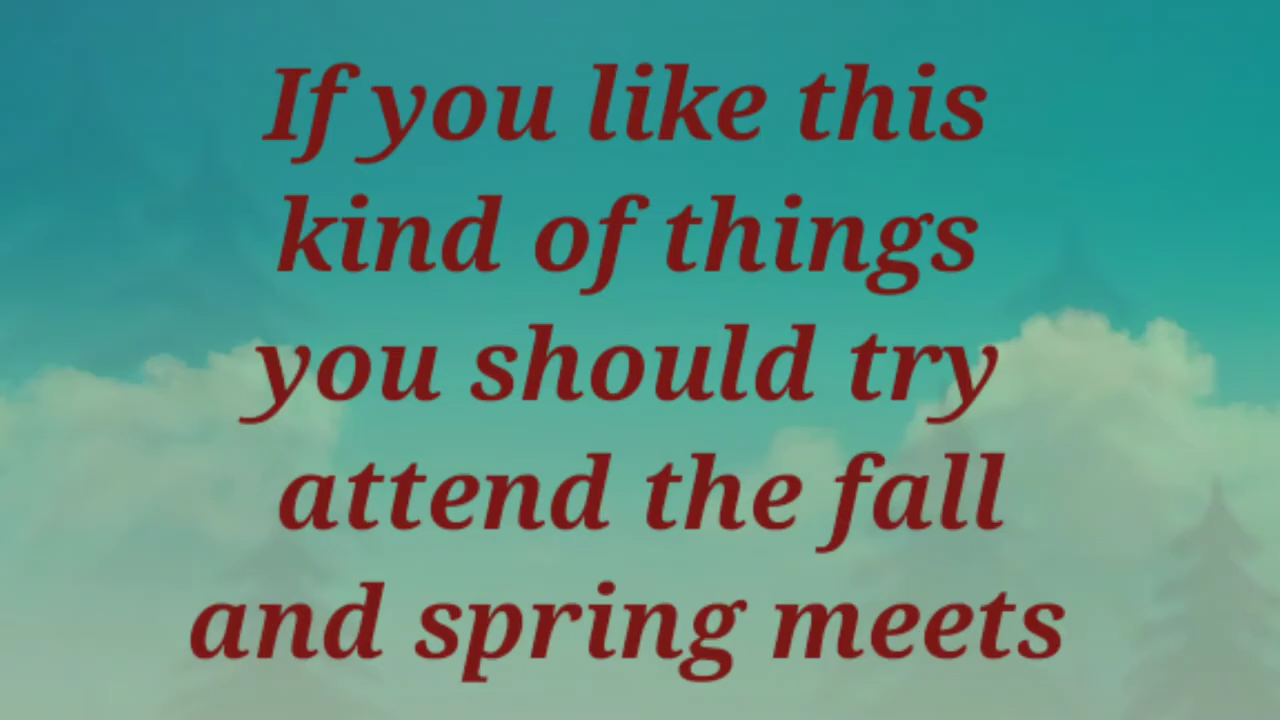 If you like this
kind of things
you should try
attend the fall
and spring meets